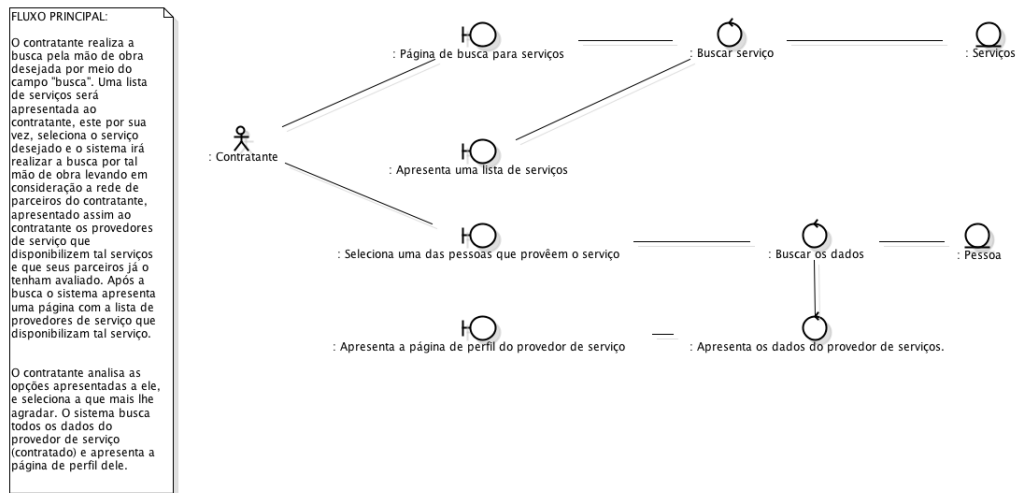 FLUXO PRINCIPAL:
O contratante realiza a
busca pela mão de obra
desejada por meio do
campo "busca". Uma lista
de serviços será
apresentada ao
contratante, este por sua
vez, seleciona o serviço
desejado e o sistema irá
realizar a busca por tal
mão de obra levando em
consideração a rede de
parceiros do contratante,
apresentado assim ao
contratante os provedores
de serviço que
disponibilizem tal serviços
e que seus parceiros já o
tenham avaliado. Após a
busca o sistema apresenta
uma página com a lista de
provedores de serviço que
disponibilizam tal serviço.
O contratante analisa as
opções apresentadas a ele,
e seleciona a que mais lhe
agradar. O sistema busca
todos os dados do
provedor de serviço
(contratado) e apresenta a
página de perfil dele.
: Página de busca para serviços
: Buscar serviço
: Serviços
: Contratante
: Apresenta uma lista de serviços
: Seleciona uma das pessoas que provêem o serviço
: Buscar os dados
: Pessoa
: Apresenta a página de perfil do provedor de serviço
: Apresenta os dados do provedor de serviços.